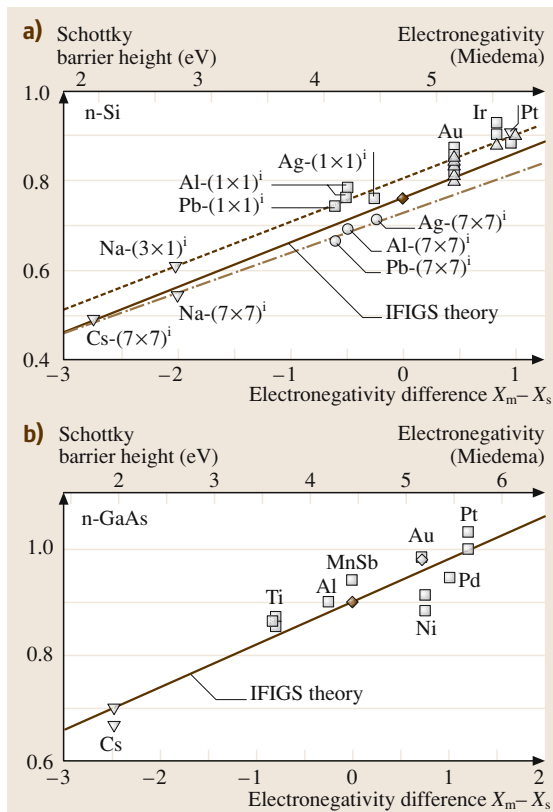 a) Schottky
barrier height (eV)
Electronegativity
(Miedema)
2 3 4 5 6
1.0
0.8
0.6
0.4
n-Si
Ir
Pt
Au
Ag-(1×1)ⁱ
Al-(1×1)ⁱ
Pb-(1×1)ⁱ
Ag-(7×7)ⁱ
Al-(7×7)ⁱ
Na-(3×1)ⁱ
Pb-(7×7)ⁱ
Na-(7×7)ⁱ
IFIGS theory
Cs-(7×7)ⁱ
−3 −2 −1 0 1
Electronegativity difference Xm– Xs
b) Schottky
barrier height (eV)
Electronegativity
(Miedema)
2 3 4 5 6
n-GaAs
1.0
0.8
0.6
Pt
Au
MnSb
Pd
Al
Ti
Ni
IFIGS theory
Cs
−3 −2 −1 0 1 2
Electronegativity difference Xm– Xs